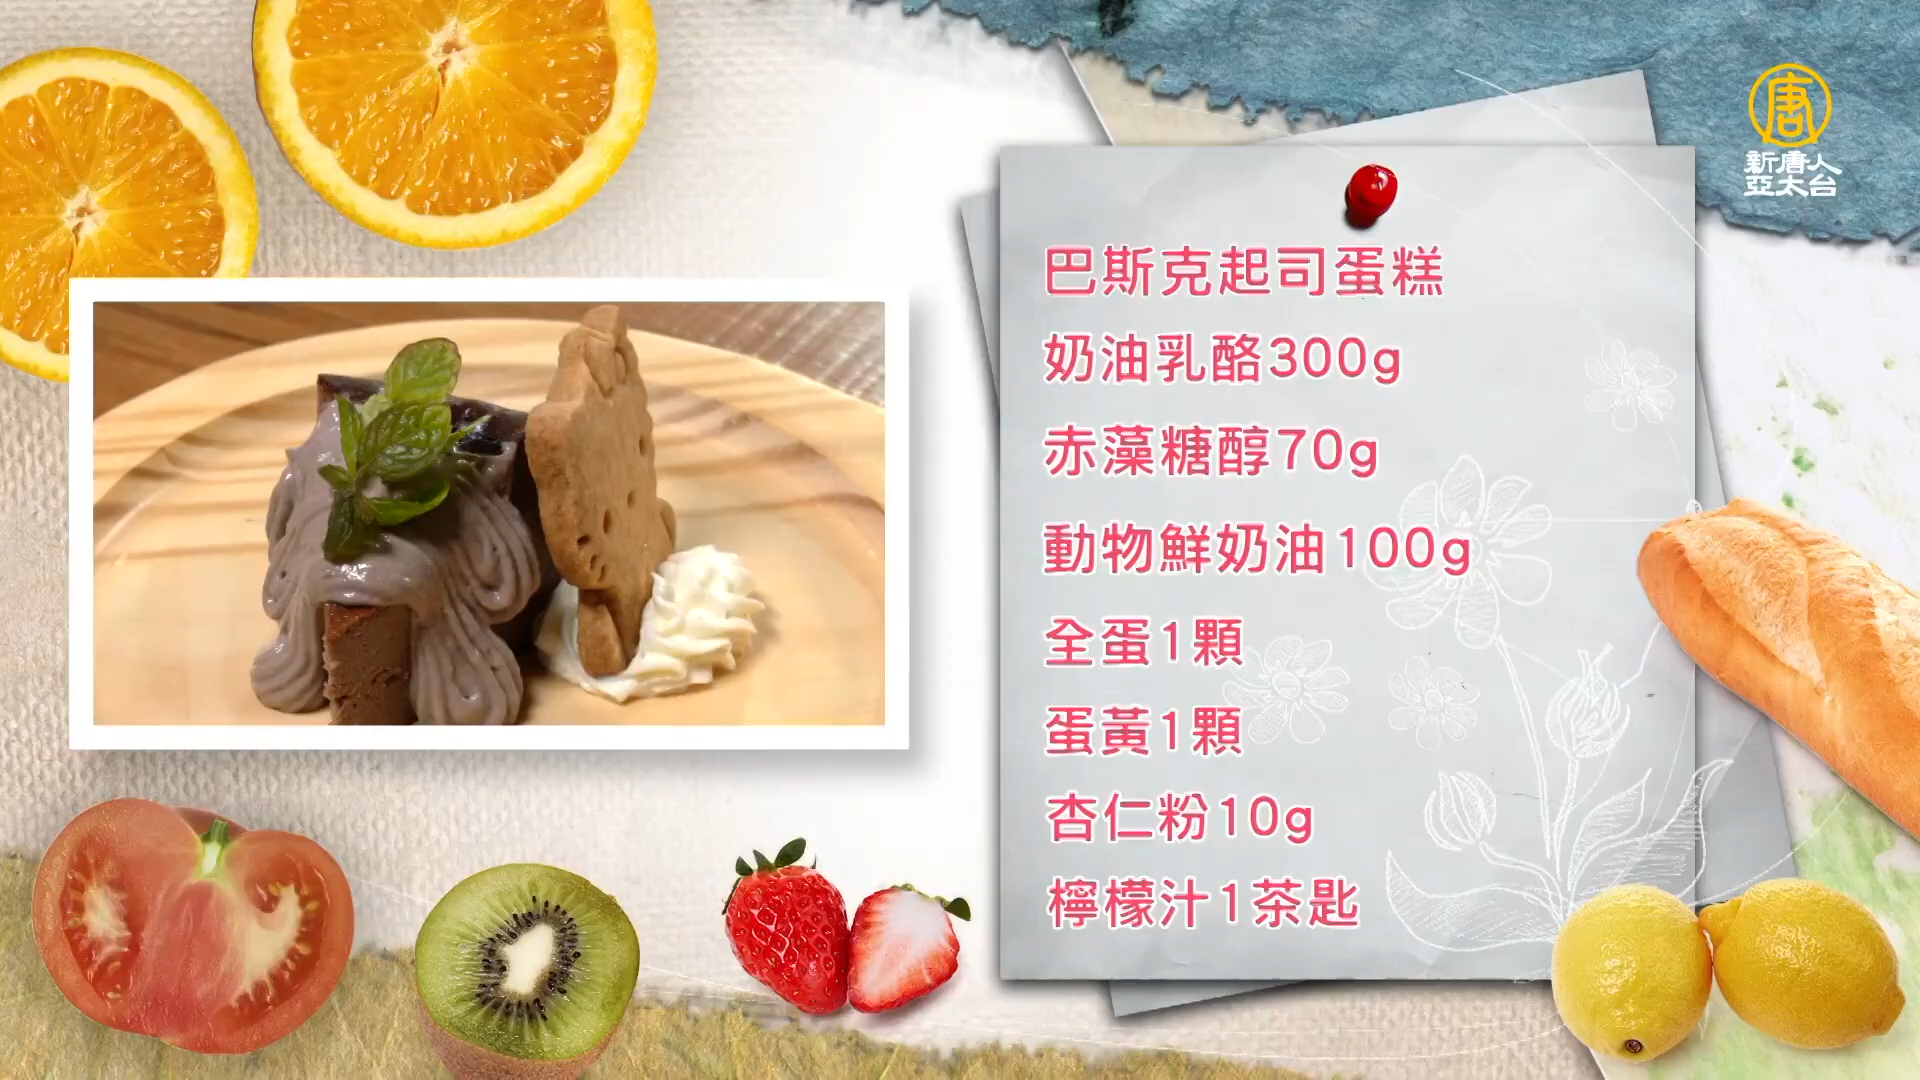 新唐人
亞太台
巴斯克起司蛋糕
奶油乳酪300g
赤藻糖醇70g
動物鮮奶油100g
全蛋1顆
蛋黃1顆
杏仁粉10g
檸檬汁1茶匙